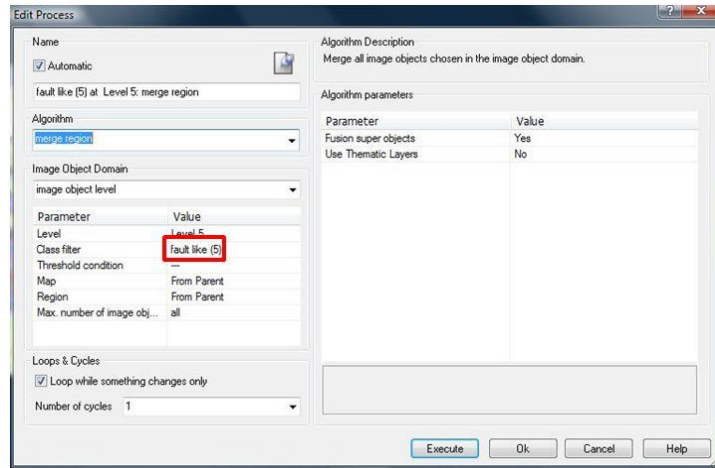 Edit Process
Name
Automatic
fault like (5) at Level 5: merge region
Algorithm
merge region
Image Object Domain
image object level
Parameter Value
Level Level 5
Class filter fault like (5)
Threshold condition ---
Map From Parent
Region From Parent
Max. number of image obj... all
Loops & Cycles
Loop while something changes only
Number of cycles 1
Algorithm Description
Merge all image objects chosen in the image object domain.
Algorithm parameters
Parameter Value
Fusion super objects Yes
Use Thematic Layers No
Execute Ok Cancel Help